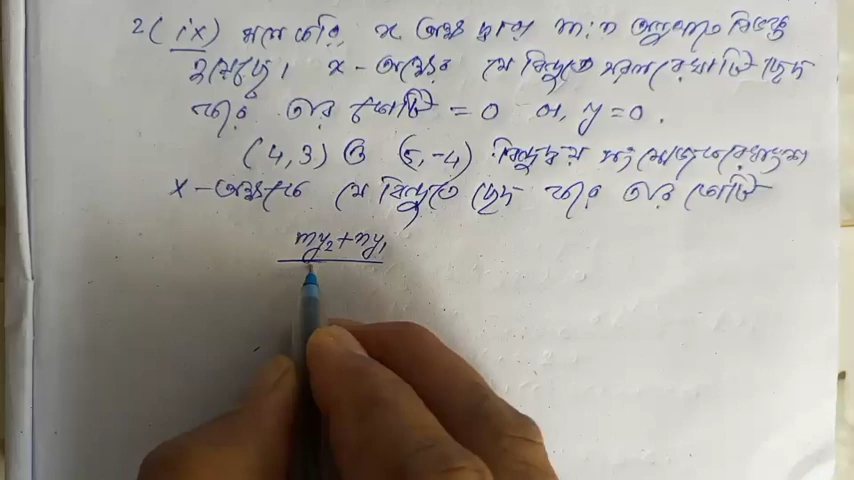 2(ix) মনে করি, x অক্ষ দ্বারা m:n অনুপাতে বিভক্ত
হয়েছে। x-অক্ষের যে বিন্দুতে সরলরেখাটি ছেদ
করে তার কোটি = 0 বা, y = 0.
(4,3) ও (5,-4) বিন্দুদ্বয় সংযোজক রেখাংশ
x-অক্ষকে যে বিন্দুতে ছেদ করে তার কোটি
my₂+ny₁